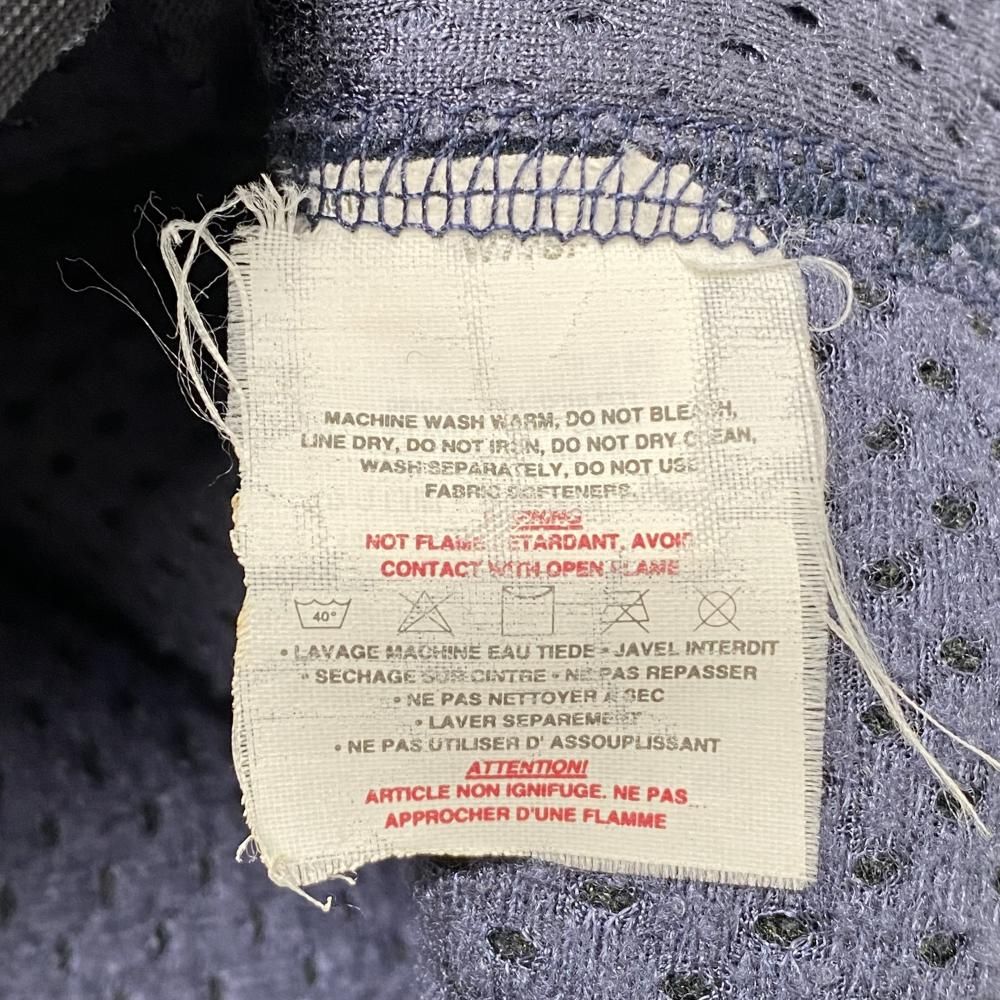 MACHINE WASH WARM, DO NOT BLEACH,
LINE DRY, DO NOT IRON, DO NOT DRY CLEAN,
WASH SEPARATELY, DO NOT USE
FABRIC SOFTENERS.
NOT FLAME RETARDANT. AVOID
CONTACT WITH OPEN FLAME
40°
• LAVAGE MACHINE EAU TIEDE • JAVEL INTERDIT
• SECHAGE SUR CINTRE • NE PAS REPASSER
• NE PAS NETTOYER A SEC
• LAVER SEPAREMENT
• NE PAS UTILISER D' ASSOUPLISSANT
ATTENTION!
ARTICLE NON IGNIFUGE. NE PAS
APPROCHER D'UNE FLAMME